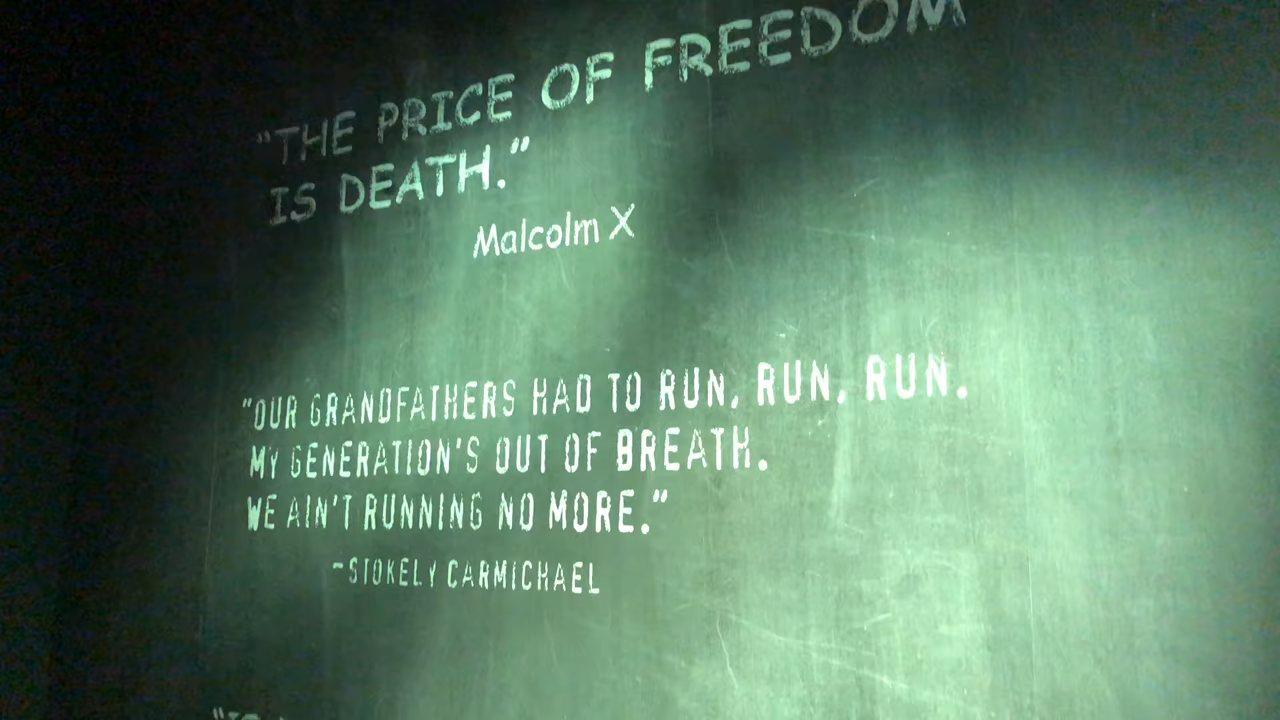 "THE PRICE OF FREEDOM
IS DEATH."
Malcolm X
"OUR GRANDFATHERS HAD TO RUN, RUN, RUN.
MY GENERATION'S OUT OF BREATH.
WE AIN'T RUNNING NO MORE."
-STOKELY CARMICHAEL